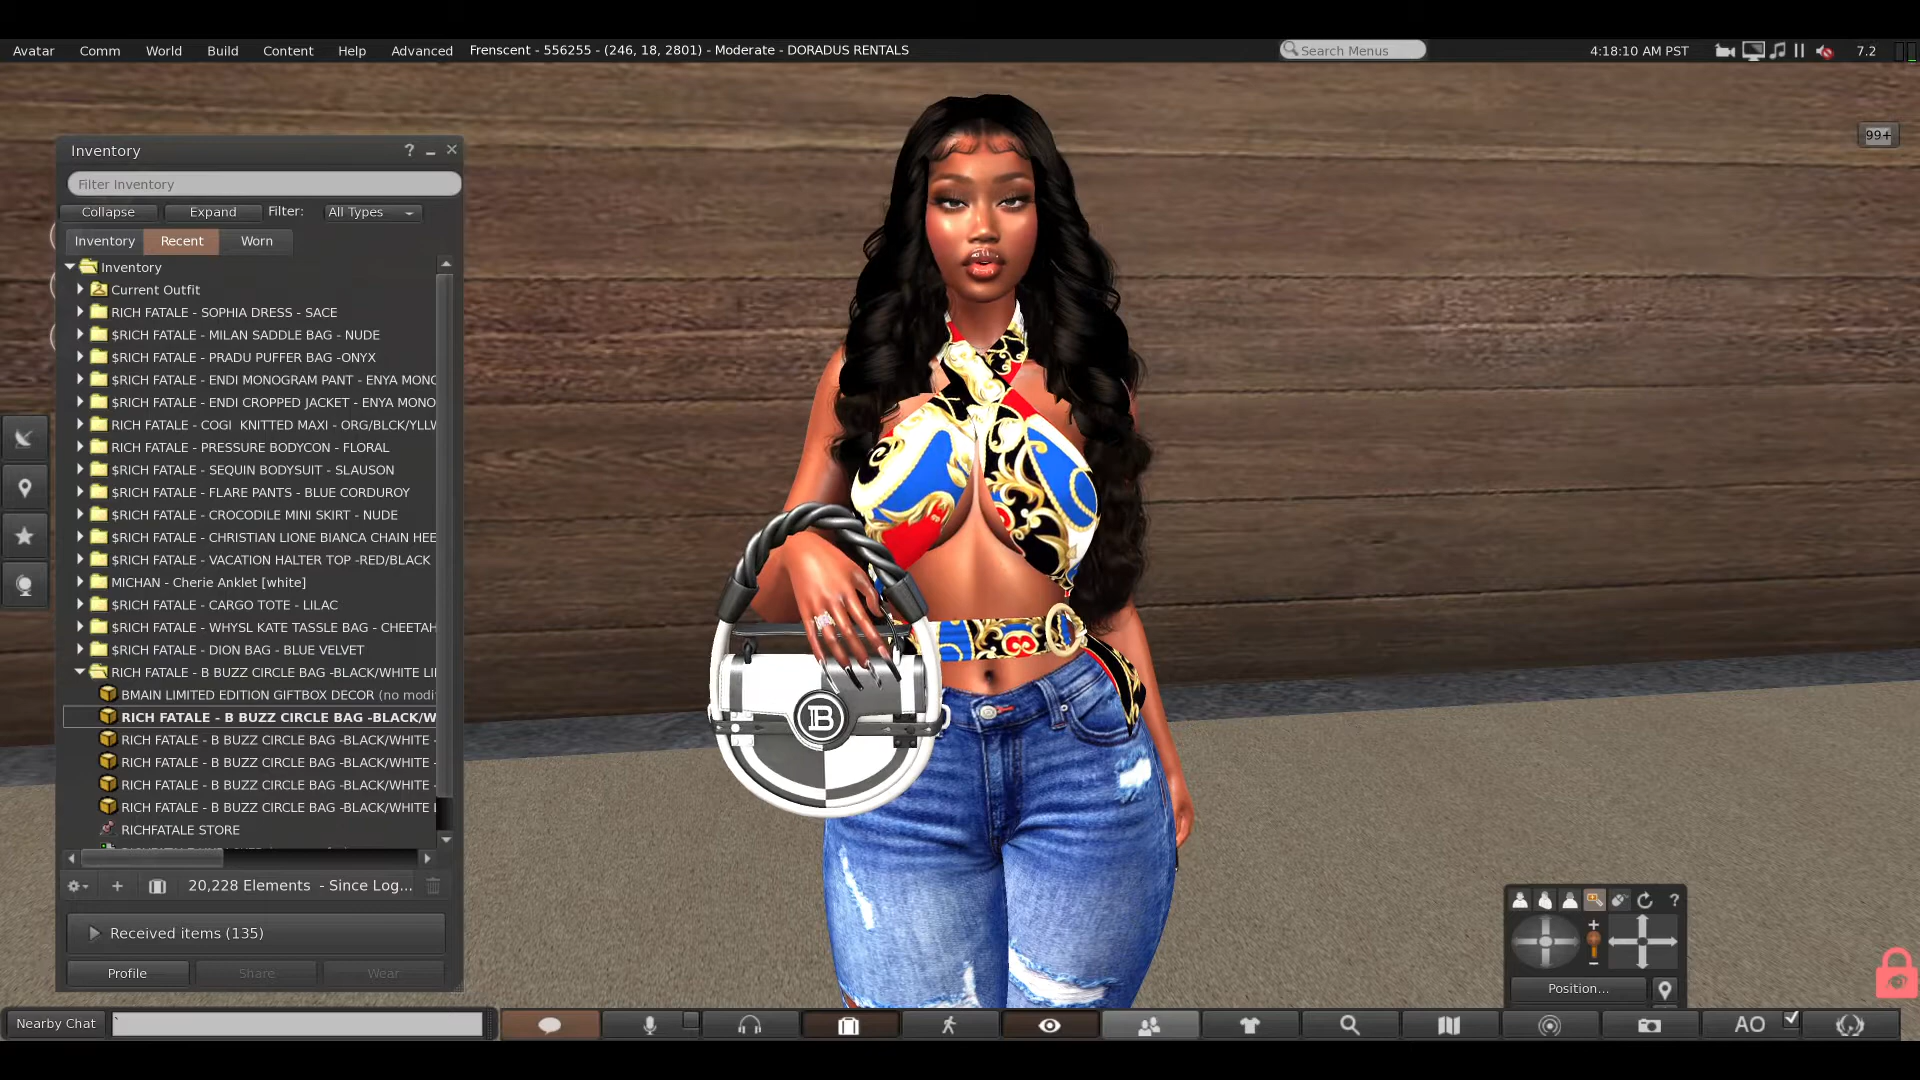 Avatar Comm World Build Content Help Advanced Frenscent - 556255 - (246, 18, 2801) - Moderate - DORADUS RENTALS Search Menus 4:18:10 AM PST 7.2
99+
Inventory ?
Filter Inventory
Collapse Expand Filter: All Types
Inventory Recent Worn
Inventory
Current Outfit
RICH FATALE - SOPHIA DRESS - SACE
$RICH FATALE - MILAN SADDLE BAG - NUDE
$RICH FATALE - PRADU PUFFER BAG -ONYX
$RICH FATALE - ENDI MONOGRAM PANT - ENYA MONO
$RICH FATALE - ENDI CROPPED JACKET - ENYA MONO
RICH FATALE - COGI  KNITTED MAXI - ORG/BLCK/YLLW
RICH FATALE - PRESSURE BODYCON - FLORAL
$RICH FATALE - SEQUIN BODYSUIT - SLAUSON
$RICH FATALE - FLARE PANTS - BLUE CORDUROY
$RICH FATALE - CROCODILE MINI SKIRT - NUDE
$RICH FATALE - CHRISTIAN LIONE BIANCA CHAIN HEE
$RICH FATALE - VACATION HALTER TOP -RED/BLACK
MICHAN - Cherie Anklet [white]
$RICH FATALE - CARGO TOTE - LILAC
$RICH FATALE - WHYSL KATE TASSLE BAG - CHEETAH
$RICH FATALE - DION BAG - BLUE VELVET
RICH FATALE - B BUZZ CIRCLE BAG -BLACK/WHITE LI
BMAIN LIMITED EDITION GIFTBOX DECOR (no modi
RICH FATALE - B BUZZ CIRCLE BAG -BLACK/W
RICH FATALE - B BUZZ CIRCLE BAG -BLACK/WHITE -
RICH FATALE - B BUZZ CIRCLE BAG -BLACK/WHITE -
RICH FATALE - B BUZZ CIRCLE BAG -BLACK/WHITE -
RICH FATALE - B BUZZ CIRCLE BAG -BLACK/WHITE
RICHFATALE STORE
20,228 Elements - Since Log...
Received items (135)
Profile Share Wear
B
?
Position...
Nearby Chat `
AO